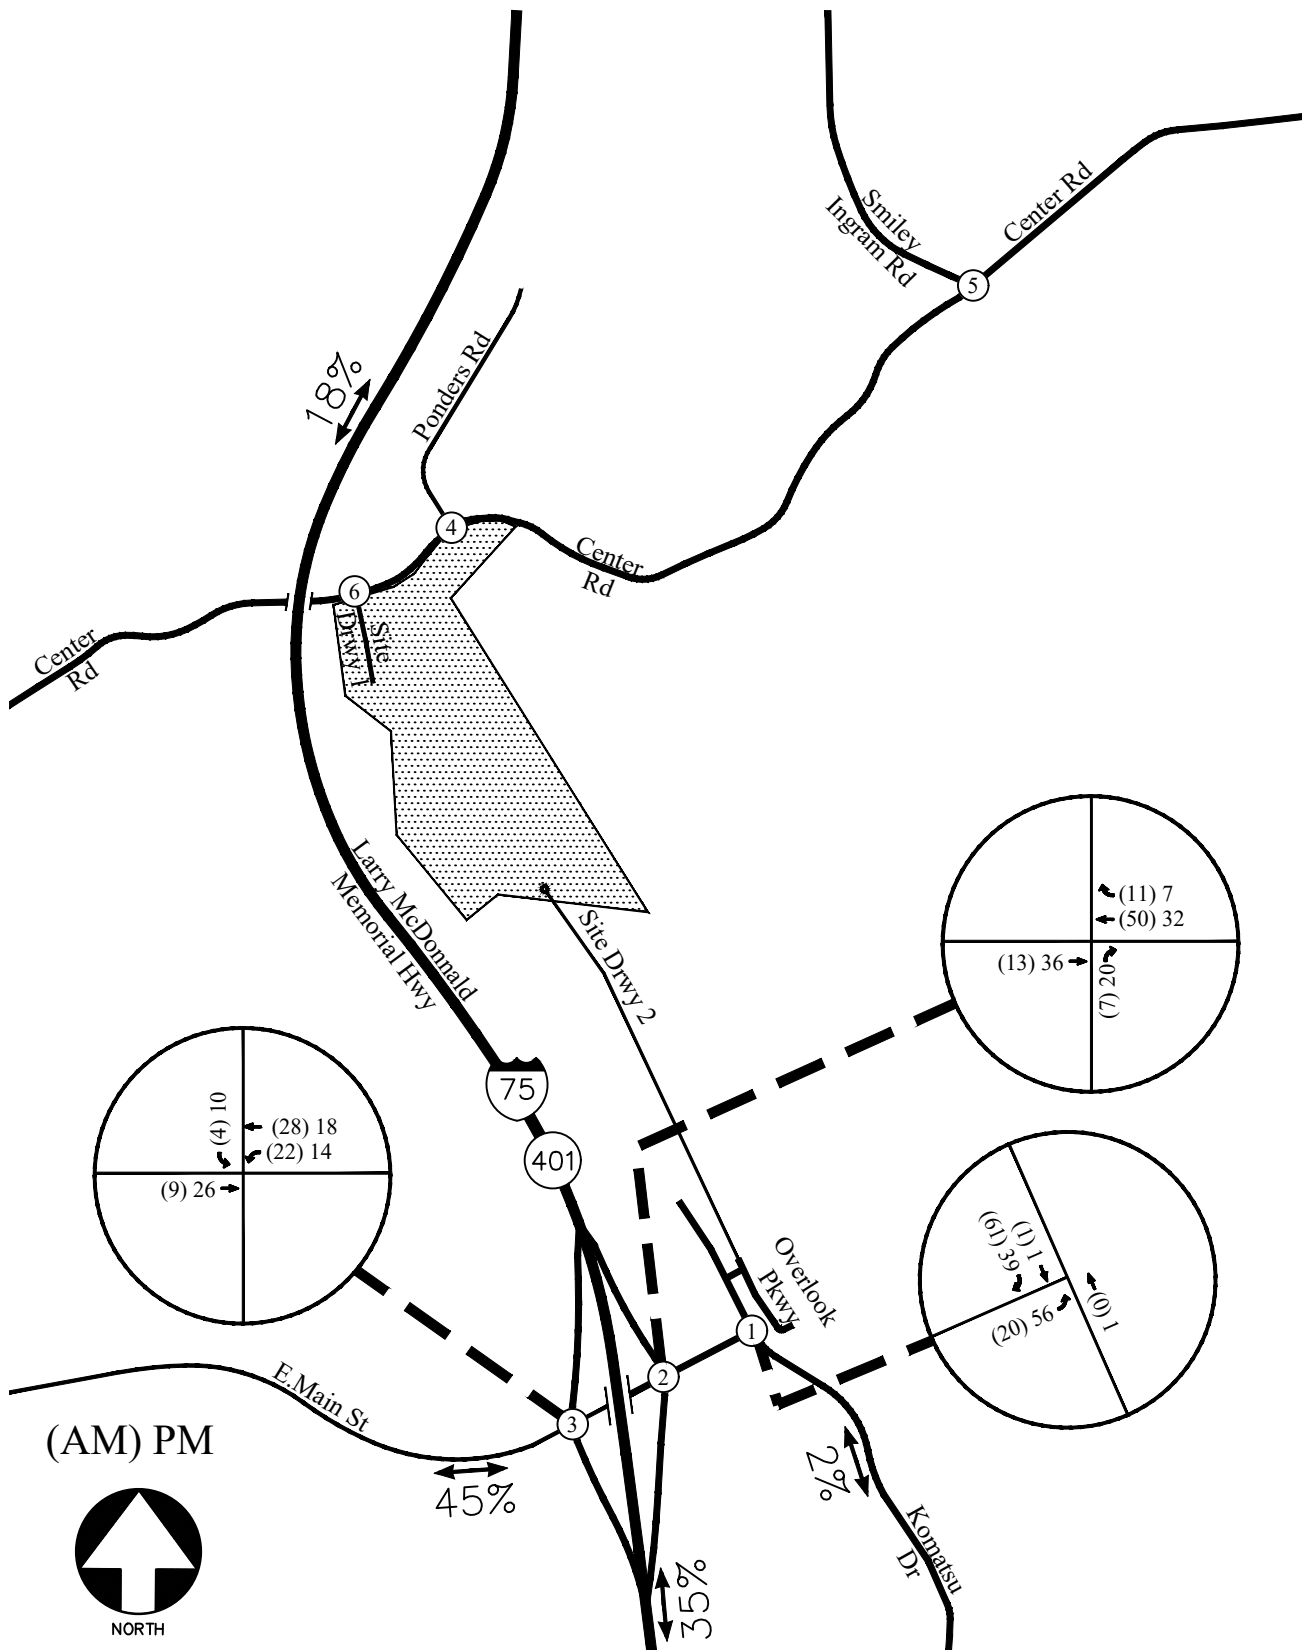 Smiley
Ingram Rd
Center Rd
5
18%
Ponders Rd
4
Center
Rd
6
Site
Drwy 1
Center
Rd
Larry McDonnald
Memorial Hwy
Site Drwy 2
(11) 7
(50) 32
(13) 36
(7) 20
75
401
(4) 10
(28) 18
(22) 14
(9) 26
Overlook
Pkwy
(1) 1
(61) 39
(20) 56
(0) 1
1
2
3
E.Main St
(AM) PM
45%
2%
Komatsu
Dr
35%
NORTH